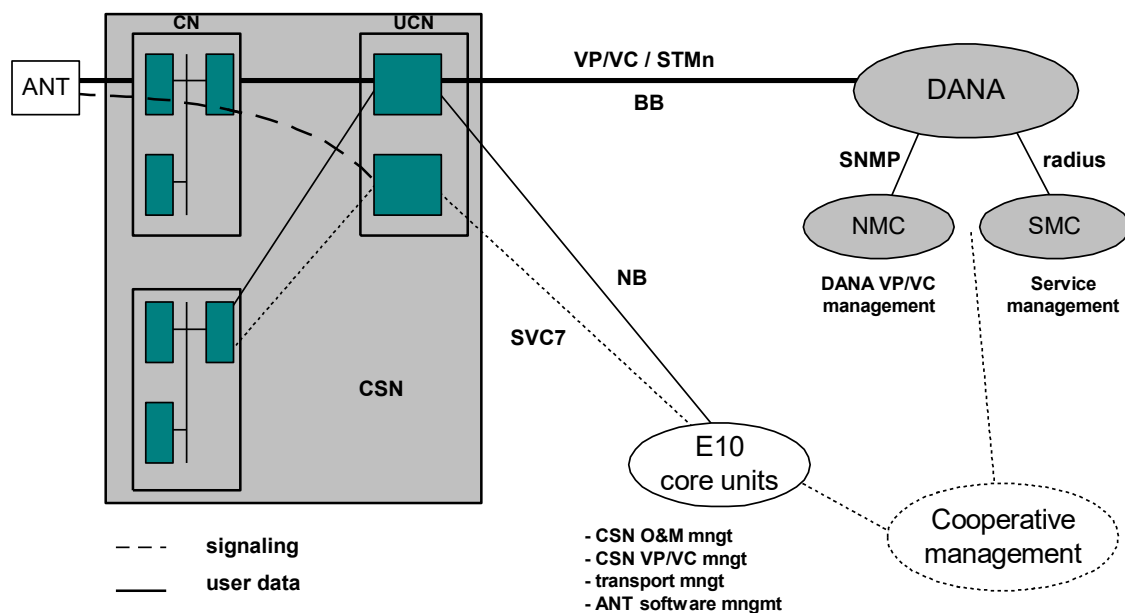 CN
UCN
ANT
VP/VC / STMn
BB
DANA
SNMP
radius
NMC
SMC
DANA VP/VC
management
Service
management
NB
SVC7
CSN
E10
core units
Cooperative
management
- CSN O&M mngt
- CSN VP/VC mngt
- transport mngt
- ANT software mngmt
signaling
user data